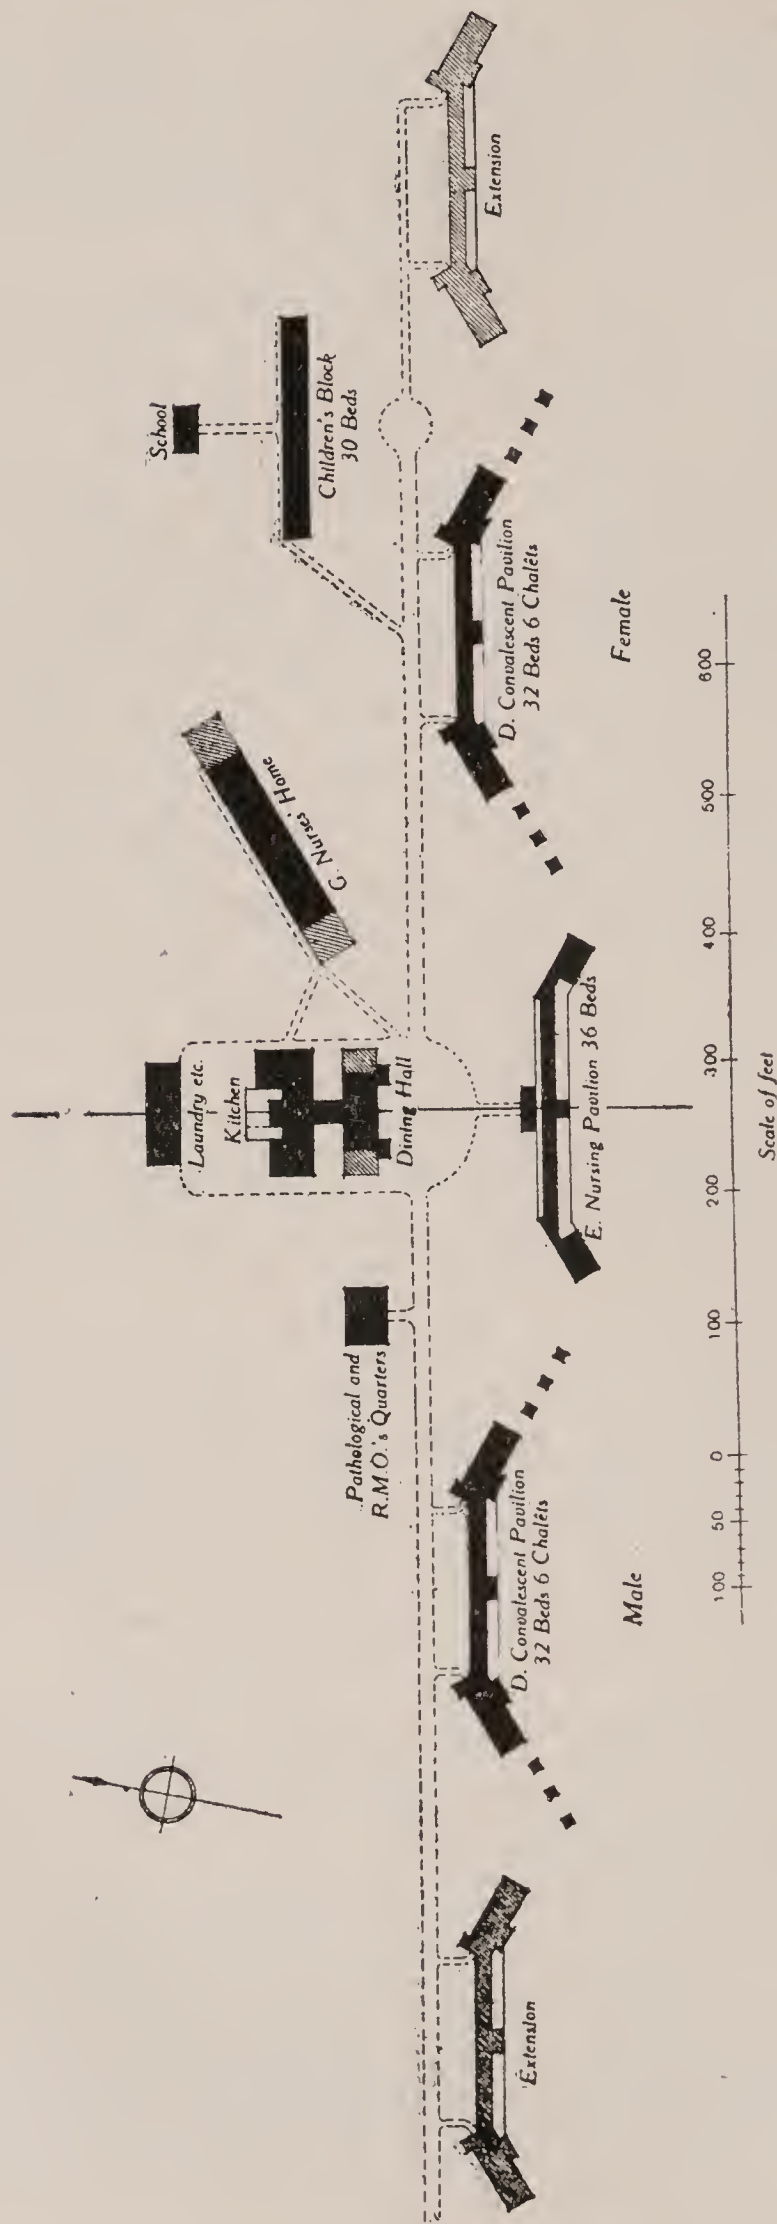 School
Children's Block
30 Beds
Extension
G. Nurses' Home
Laundry etc.
Kitchen
Dining Hall
Pathological and
R.M.O.'s Quarters
D. Convalescent Pavilion
32 Beds 6 Chalêts
Female
E. Nursing Pavilion 36 Beds
D. Convalescent Pavilion
32 Beds 6 Chalêts
Male
Extension
100 50 0 100 200 300 400 500 600
Scale of feet